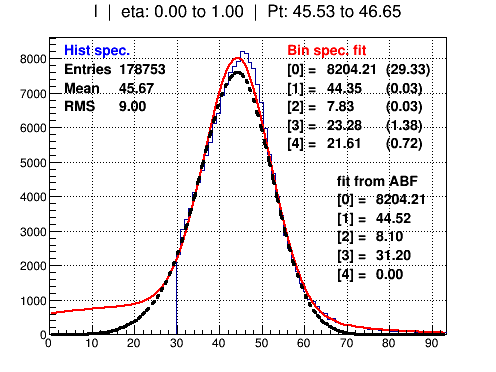 I | eta: 0.00 to 1.00 | Pt: 45.53 to 46.65
Hist spec.
Entries 178753
Mean 45.67
RMS 9.00
Bin spec. fit
[0] = 8204.21 (29.33)
[1] = 44.35 (0.03)
[2] = 7.83 (0.03)
[3] = 23.28 (1.38)
[4] = 21.61 (0.72)
fit from ABF
[0] = 8204.21
[1] = 44.52
[2] = 8.10
[3] = 31.20
[4] = 0.00
8000
7000
6000
5000
4000
3000
2000
1000
0
0 10 20 30 40 50 60 70 80 90